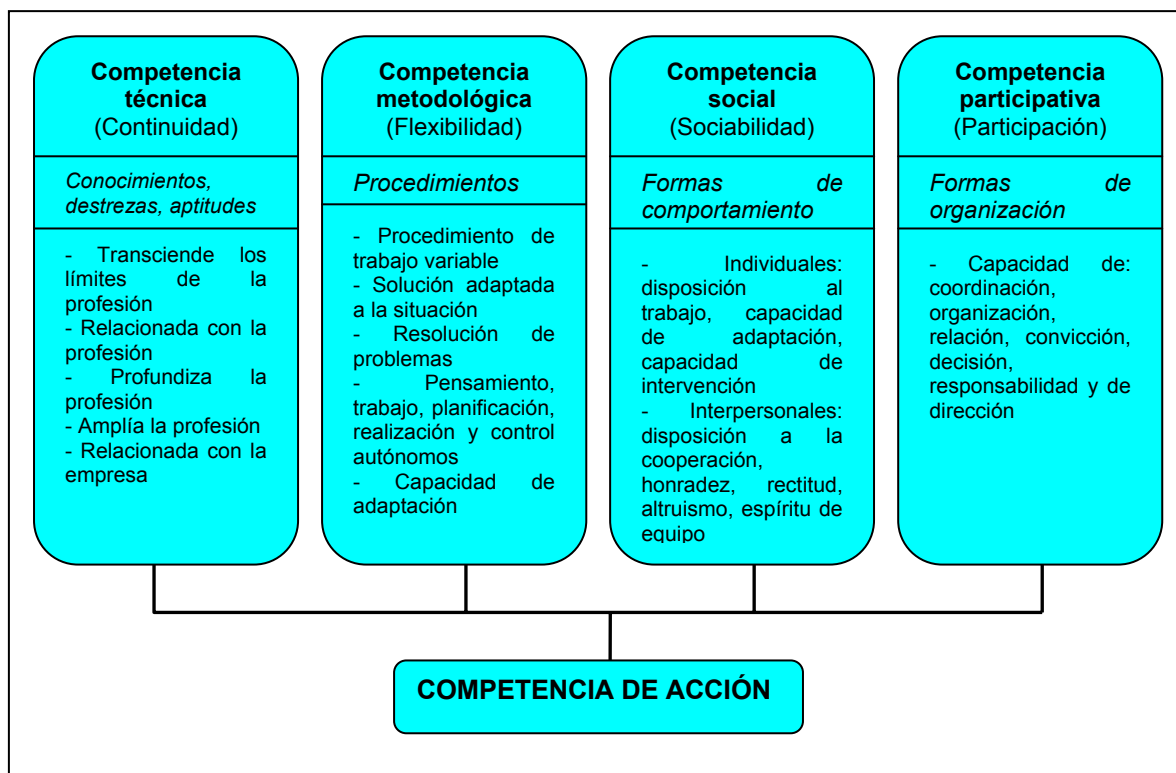 Competencia
técnica
(Continuidad)
Conocimientos,
destrezas, aptitudes
- Transciende los
límites de la
profesión
- Relacionada con la
profesión
- Profundiza la
profesión
- Amplía la profesión
- Relacionada con la
empresa
Competencia
metodológica
(Flexibilidad)
Procedimientos
- Procedimiento de
trabajo variable
- Solución adaptada
a la situación
- Resolución de
problemas
- Pensamiento,
trabajo, planificación,
realización y control
autónomos
- Capacidad de
adaptación
Competencia
social
(Sociabilidad)
Formas de
comportamiento
- Individuales:
disposición al
trabajo, capacidad
de adaptación,
capacidad de
intervención
- Interpersonales:
disposición a la
cooperación,
honradez, rectitud,
altruismo, espíritu de
equipo
Competencia
participativa
(Participación)
Formas de
organización
- Capacidad de:
coordinación,
organización,
relación, convicción,
decisión,
responsabilidad y de
dirección
COMPETENCIA DE ACCIÓN